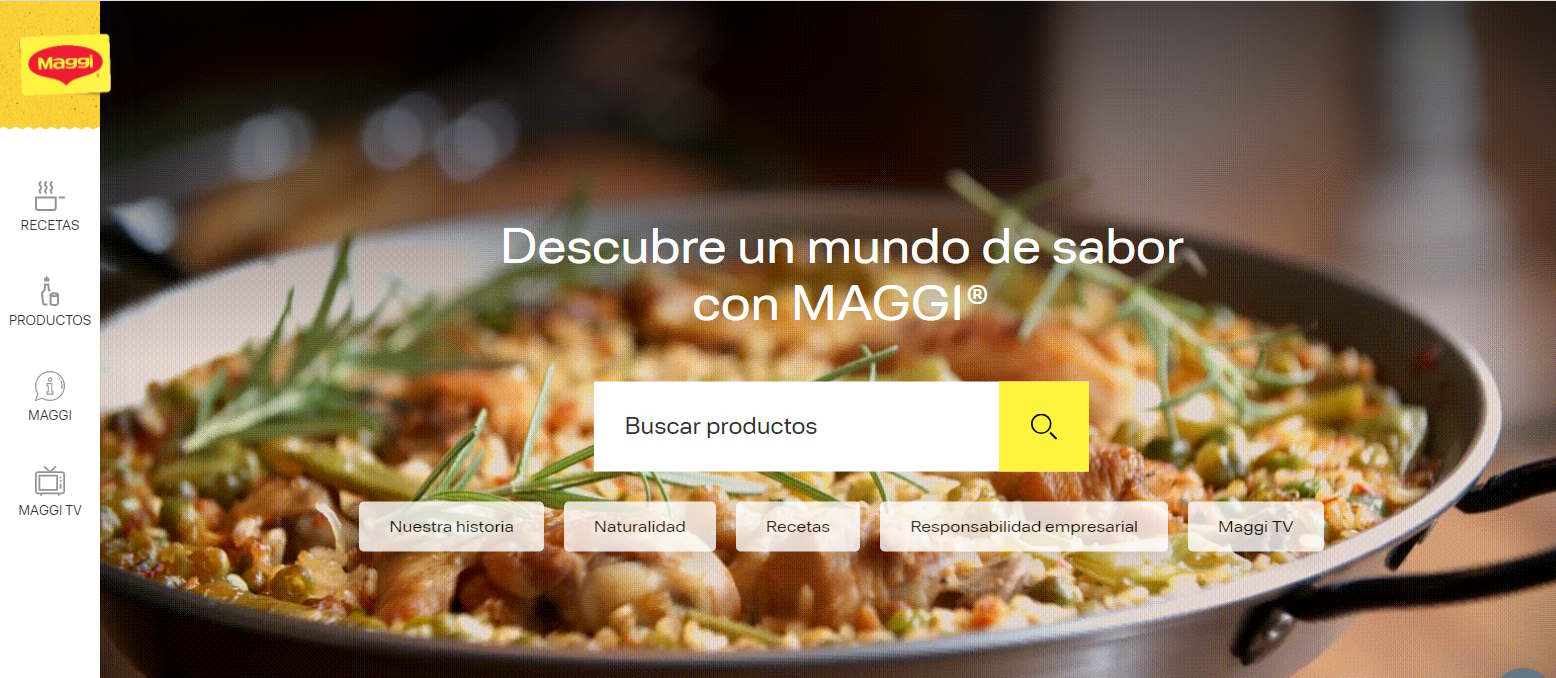 Maggi
RECETAS
PRODUCTOS
MAGGI
MAGGI TV
Descubre un mundo de sabor
con MAGGI®
Buscar productos
Nuestra historia
Naturalidad
Recetas
Responsabilidad empresarial
Maggi TV